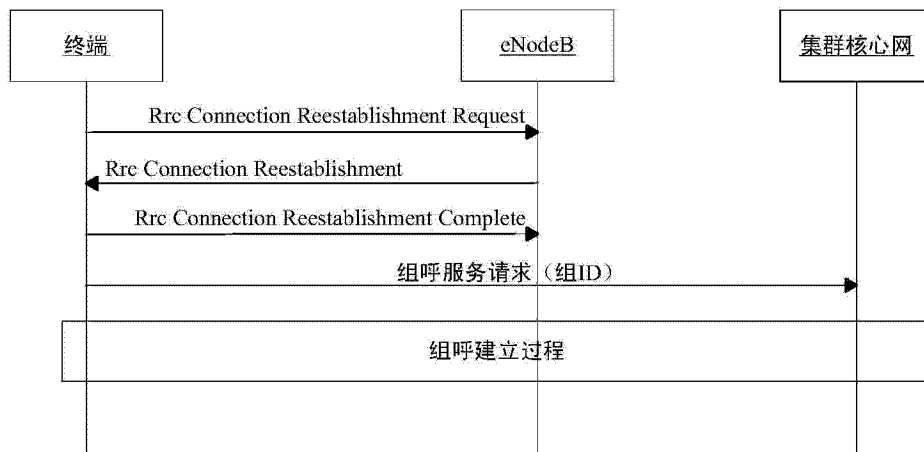 终端
eNodeB
集群核心网
Rrc Connection Reestablishment Request
Rrc Connection Reestablishment
Rrc Connection Reestablishment Complete
组呼服务请求（组ID）
组呼建立过程